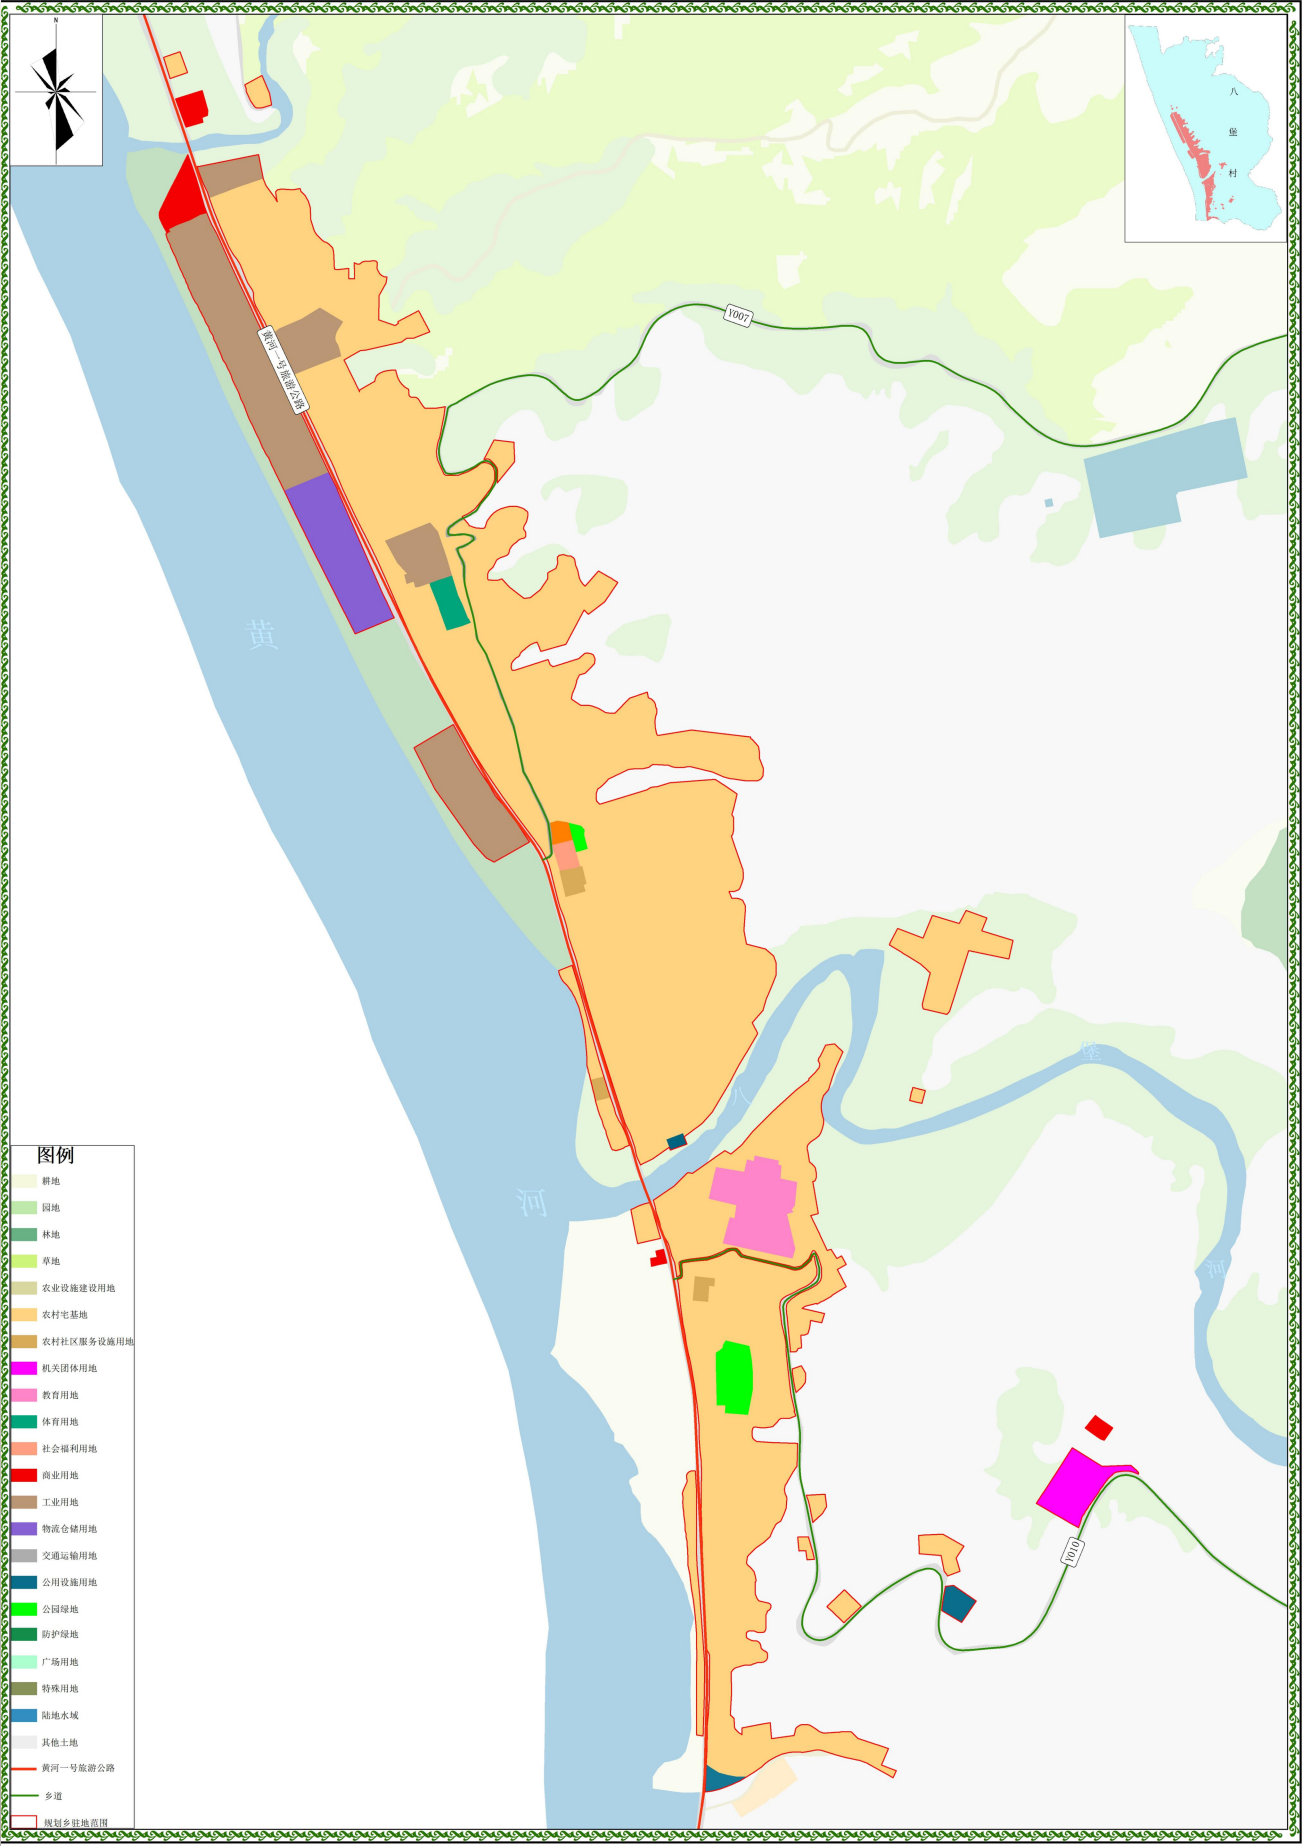 N
八
堡
村
Y007
黄河一号旅游公路
黄
八
堡
河
河
Y010
图例
耕地
园地
林地
草地
农业设施建设用地
农村宅基地
农村社区服务设施用地
机关团体用地
教育用地
体育用地
社会福利用地
商业用地
工业用地
物流仓储用地
交通运输用地
公用设施用地
公园绿地
防护绿地
广场用地
特殊用地
陆地水域
其他土地
黄河一号旅游公路
乡道
规划乡驻地范围